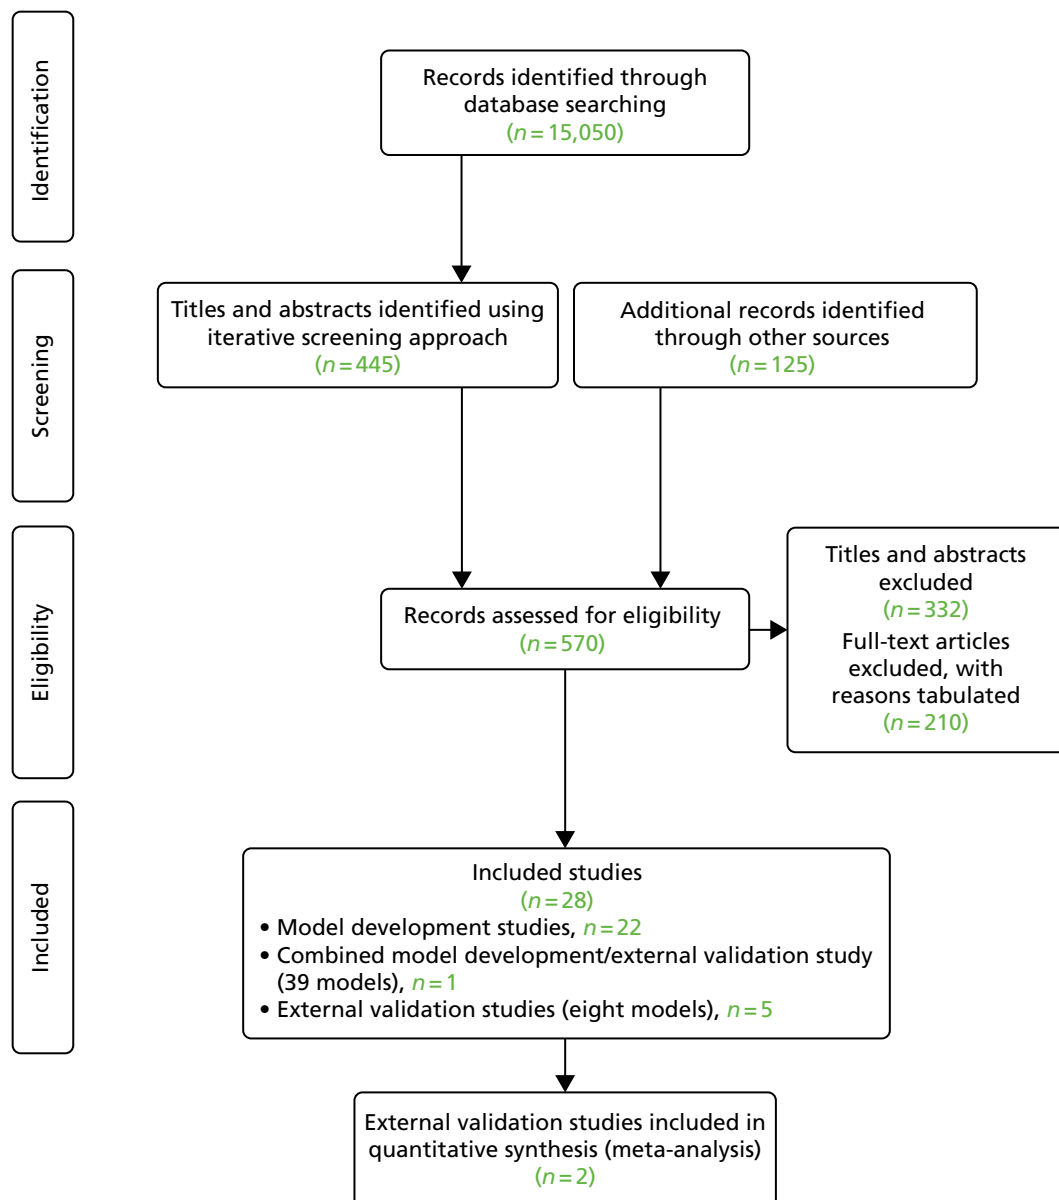 Identification
Records identified through
database searching
(n = 15,050)
Screening
Titles and abstracts identified using
iterative screening approach
(n = 445)
Additional records identified
through other sources
(n = 125)
Eligibility
Records assessed for eligibility
(n = 570)
Titles and abstracts
excluded
(n = 332)
Full-text articles
excluded, with
reasons tabulated
(n = 210)
Included
Included studies
(n = 28)
• Model development studies, n = 22
• Combined model development/external validation study
(39 models), n = 1
• External validation studies (eight models), n = 5
External validation studies included in
quantitative synthesis (meta-analysis)
(n = 2)